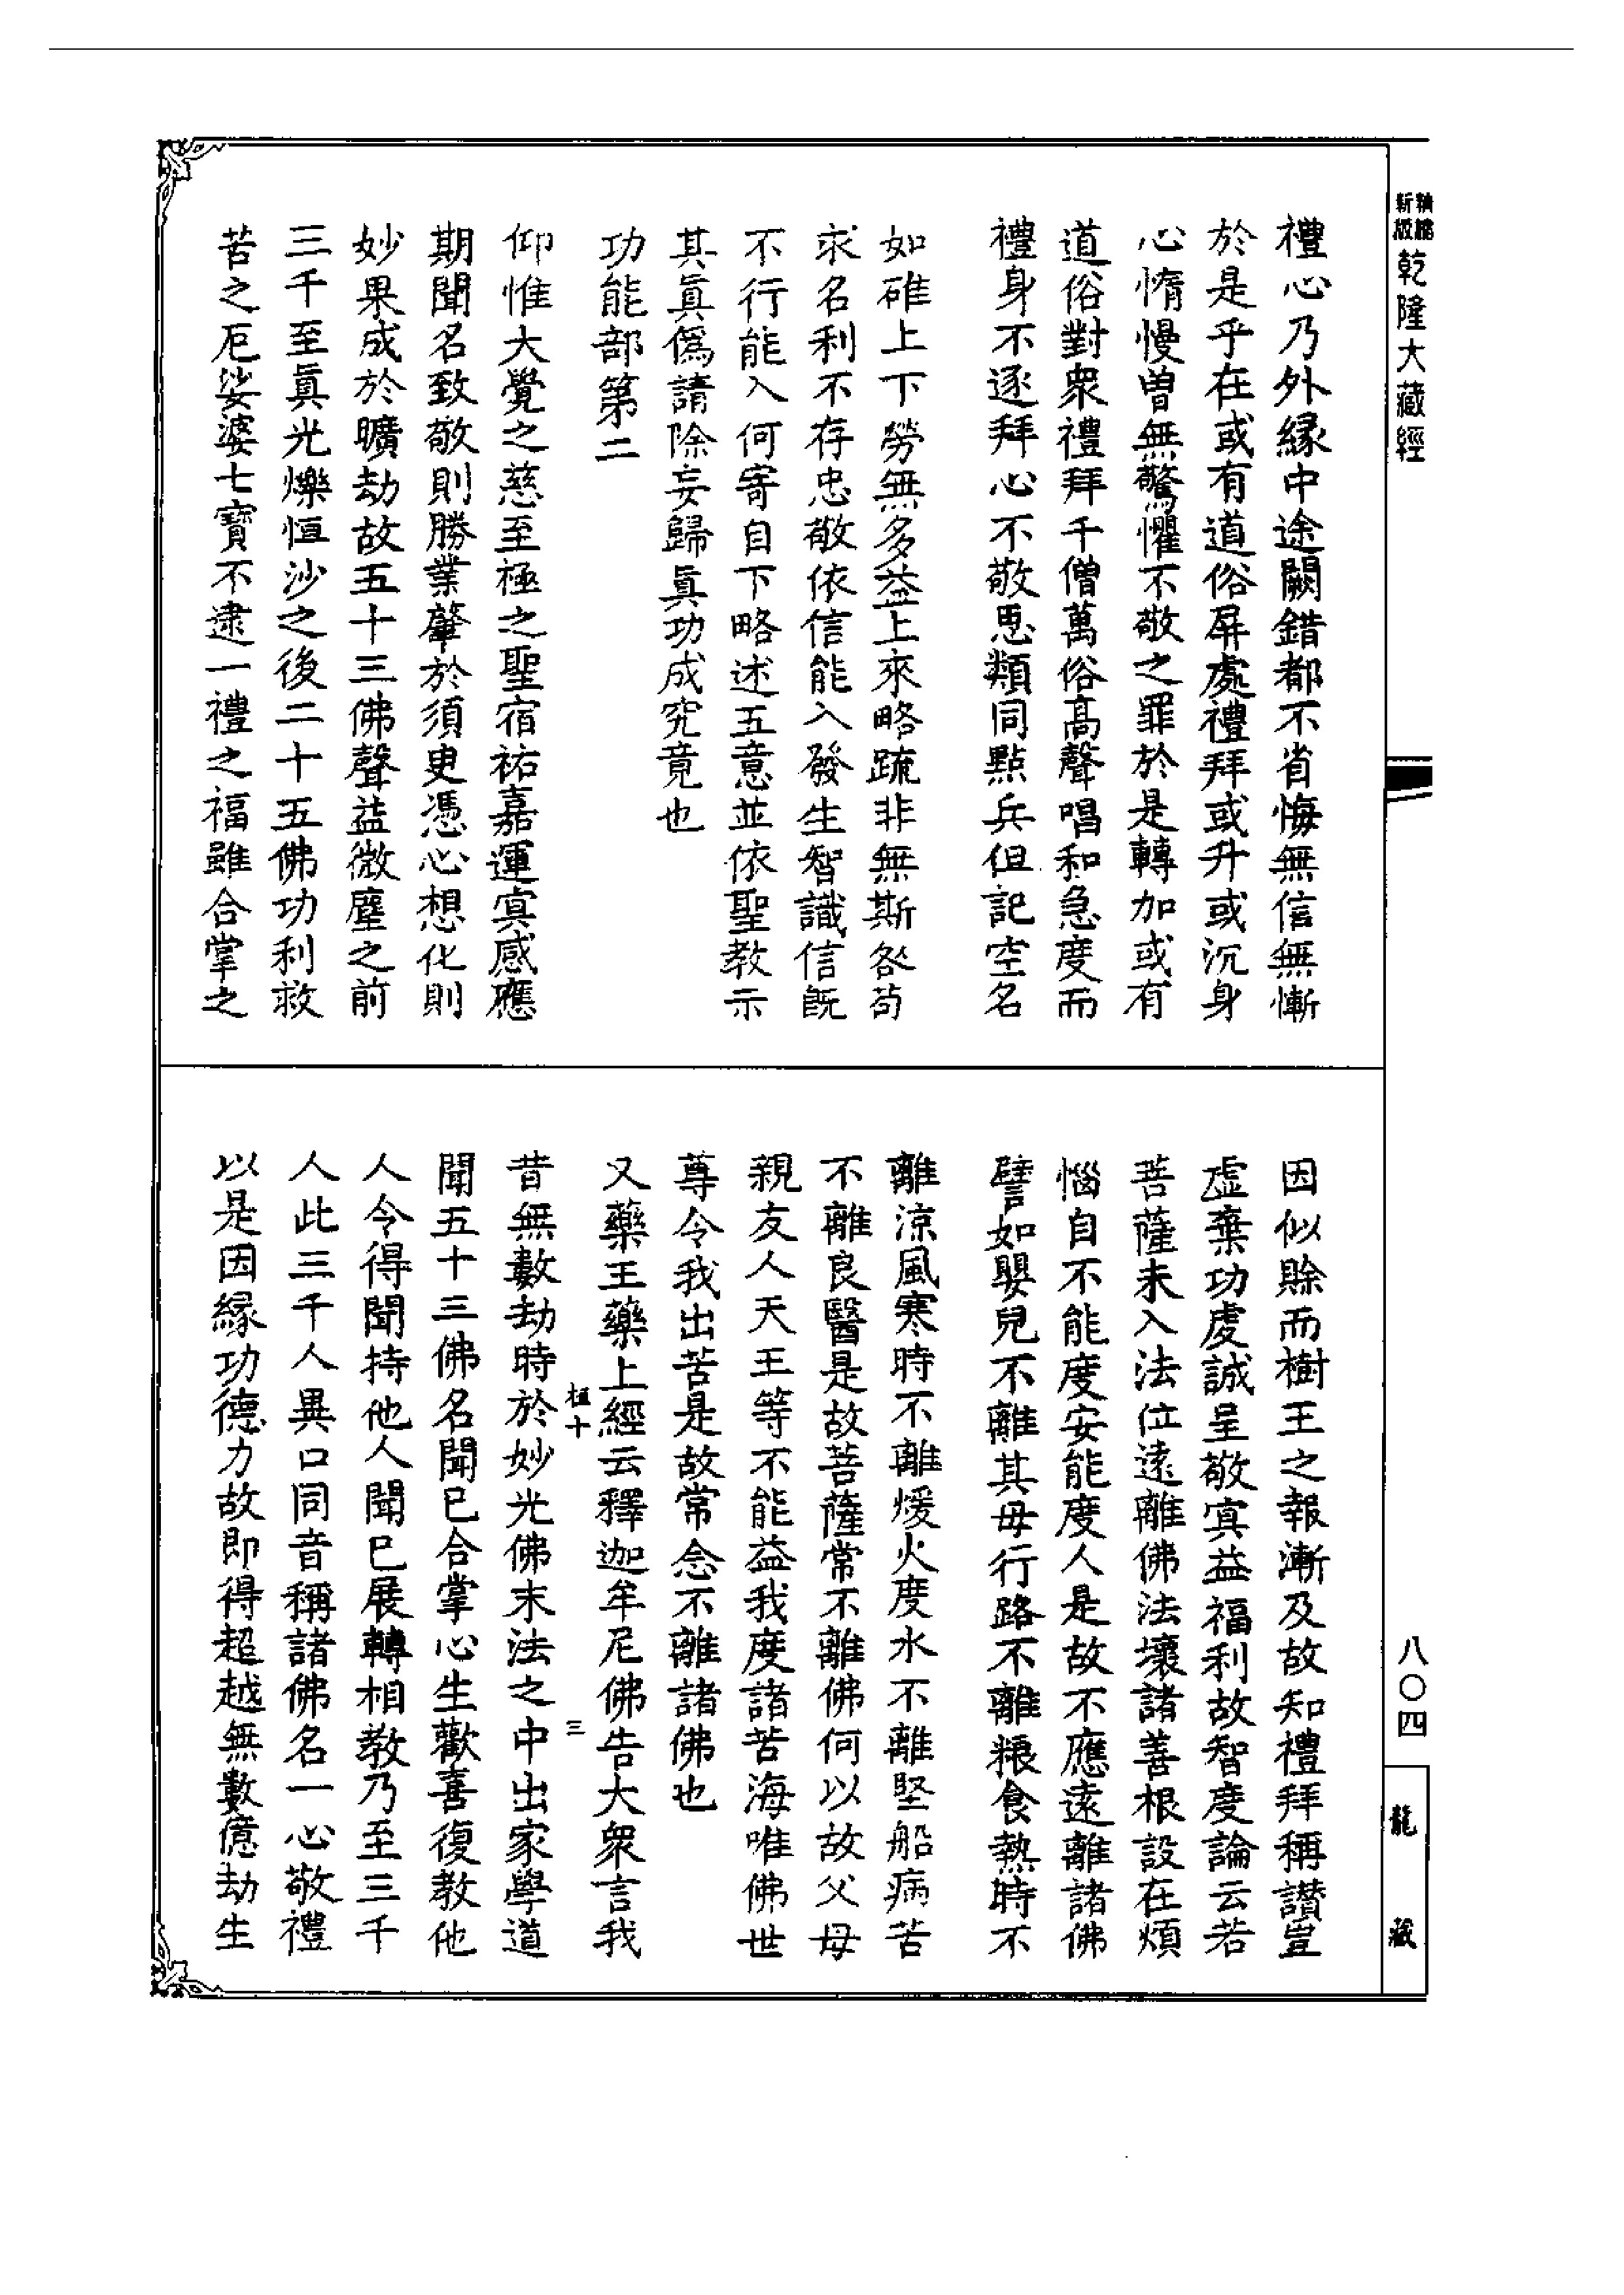 新版
乾隆大藏經
禮心乃外緣中途闕錯都不省悔無信無慚
於是乎在或有道俗屏處禮拜或升或沉身
心惰慢曾無驚懼不敬之罪於是轉加或有
道俗對衆禮拜千僧萬俗高聲唱和急度而
禮身不逐拜心不敬思類同點兵但記空名
如碓上下勞無多益上來略疏非無斯咎苟
求名利不存忠敬依信能入發生智識信旣
不行能入何寄自下略述五意並依聖教示
其眞僞請除妄歸眞功成究竟也
功能部第二
仰惟大覺之慈至極之聖宿祐嘉運冥感應
期聞名致敬則勝業肇於須臾憑心想化則
妙果成於曠劫故五十三佛聲益微塵之前
三千至眞光爍恒沙之後二十五佛功利救
苦之厄娑婆七寶不逮一禮之福雖合掌之
因似賒而樹王之報漸及故知禮拜稱讃豈
虛棄功虔誠呈敬冥益福利故智度論云若
菩薩未入法位遠離佛法壞諸善根設在煩
惱自不能度安能度人是故不應遠離諸佛
譬如嬰兒不離其母行路不離粮食熱時不
離涼風寒時不離煖火度水不離堅船病苦
不離良醫是故菩薩常不離佛何以故父母
親友人天王等不能益我度諸苦海唯佛世
尊令我出苦是故常念不離諸佛也
又藥王藥上經云釋迦牟尼佛告大衆言我
植十 三
昔無數劫時於妙光佛末法之中出家學道
聞五十三佛名聞已合掌心生歡喜復教他
人令得聞持他人聞已展轉相教乃至三千
人此三千人異口同音稱諸佛名一心敬禮
以是因緣功德力故即得超越無數億劫生
八〇四
龍藏